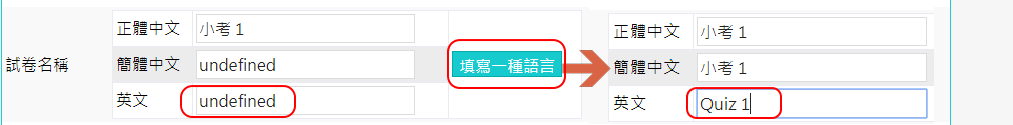 試卷名稱
正體中文 小考 1
簡體中文 undefined
英文 undefined
填寫一種語言
正體中文 小考 1
簡體中文 小考 1
英文 Quiz 1